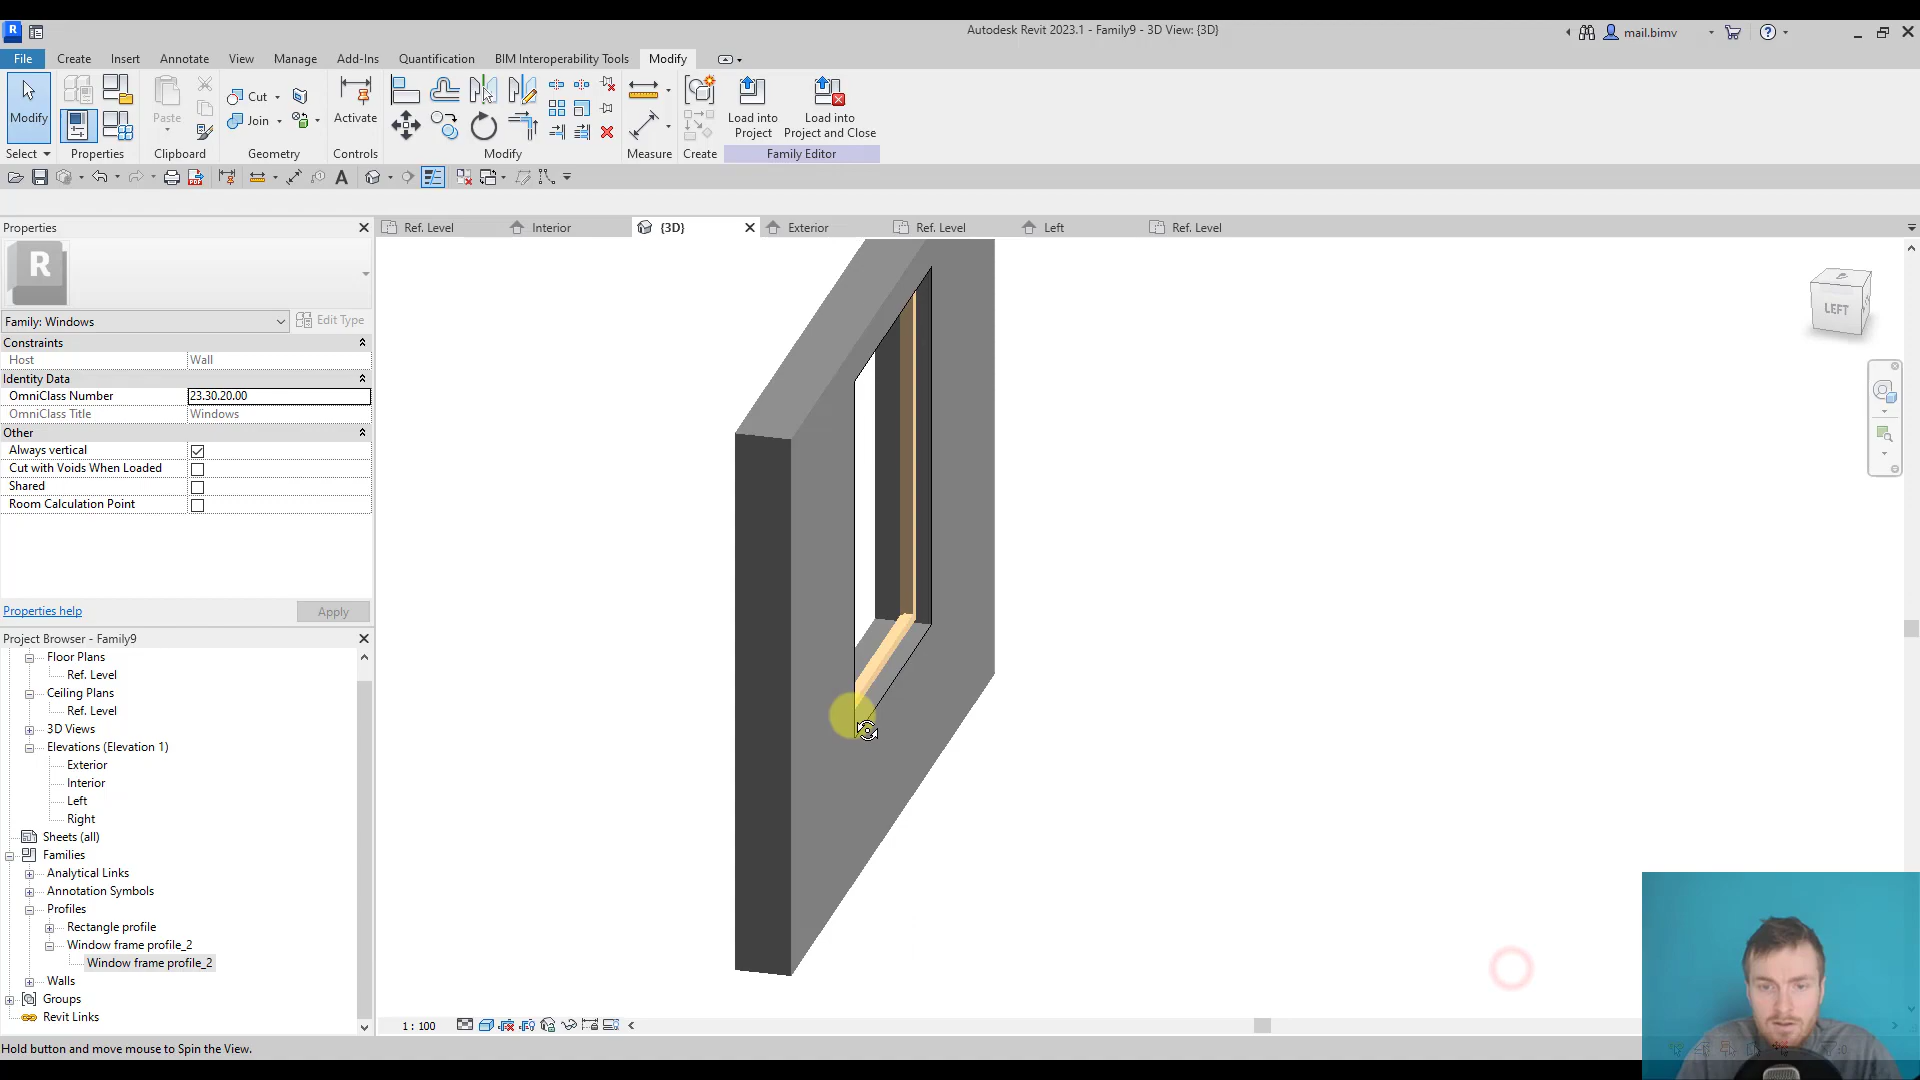 Autodesk Revit 2023.1 - Family9 - 3D View: {3D}
mail.bimv
File Create Insert Annotate View Manage Add-Ins Quantification BIM Interoperability Tools Modify
Modify
Paste
Cut
Join
Activate
Load into
Project
Load into
Project and Close
Select Properties Clipboard Geometry Controls Modify Measure Create Family Editor
Properties
Ref. Level
Interior
{3D}
Exterior
Ref. Level
Left
Ref. Level
R
Family: Windows
Edit Type
Constraints
Host Wall
Identity Data
OmniClass Number 23.30.20.00
OmniClass Title Windows
Other
Always vertical
Cut with Voids When Loaded
Shared
Room Calculation Point
Properties help
Apply
Project Browser - Family9
Floor Plans
Ref. Level
Ceiling Plans
Ref. Level
3D Views
Elevations (Elevation 1)
Exterior
Interior
Left
Right
Sheets (all)
Families
Analytical Links
Annotation Symbols
Profiles
Rectangle profile
Window frame profile_2
Window frame profile_2
Walls
Groups
Revit Links
LEFT
1 : 100
Hold button and move mouse to Spin the View.